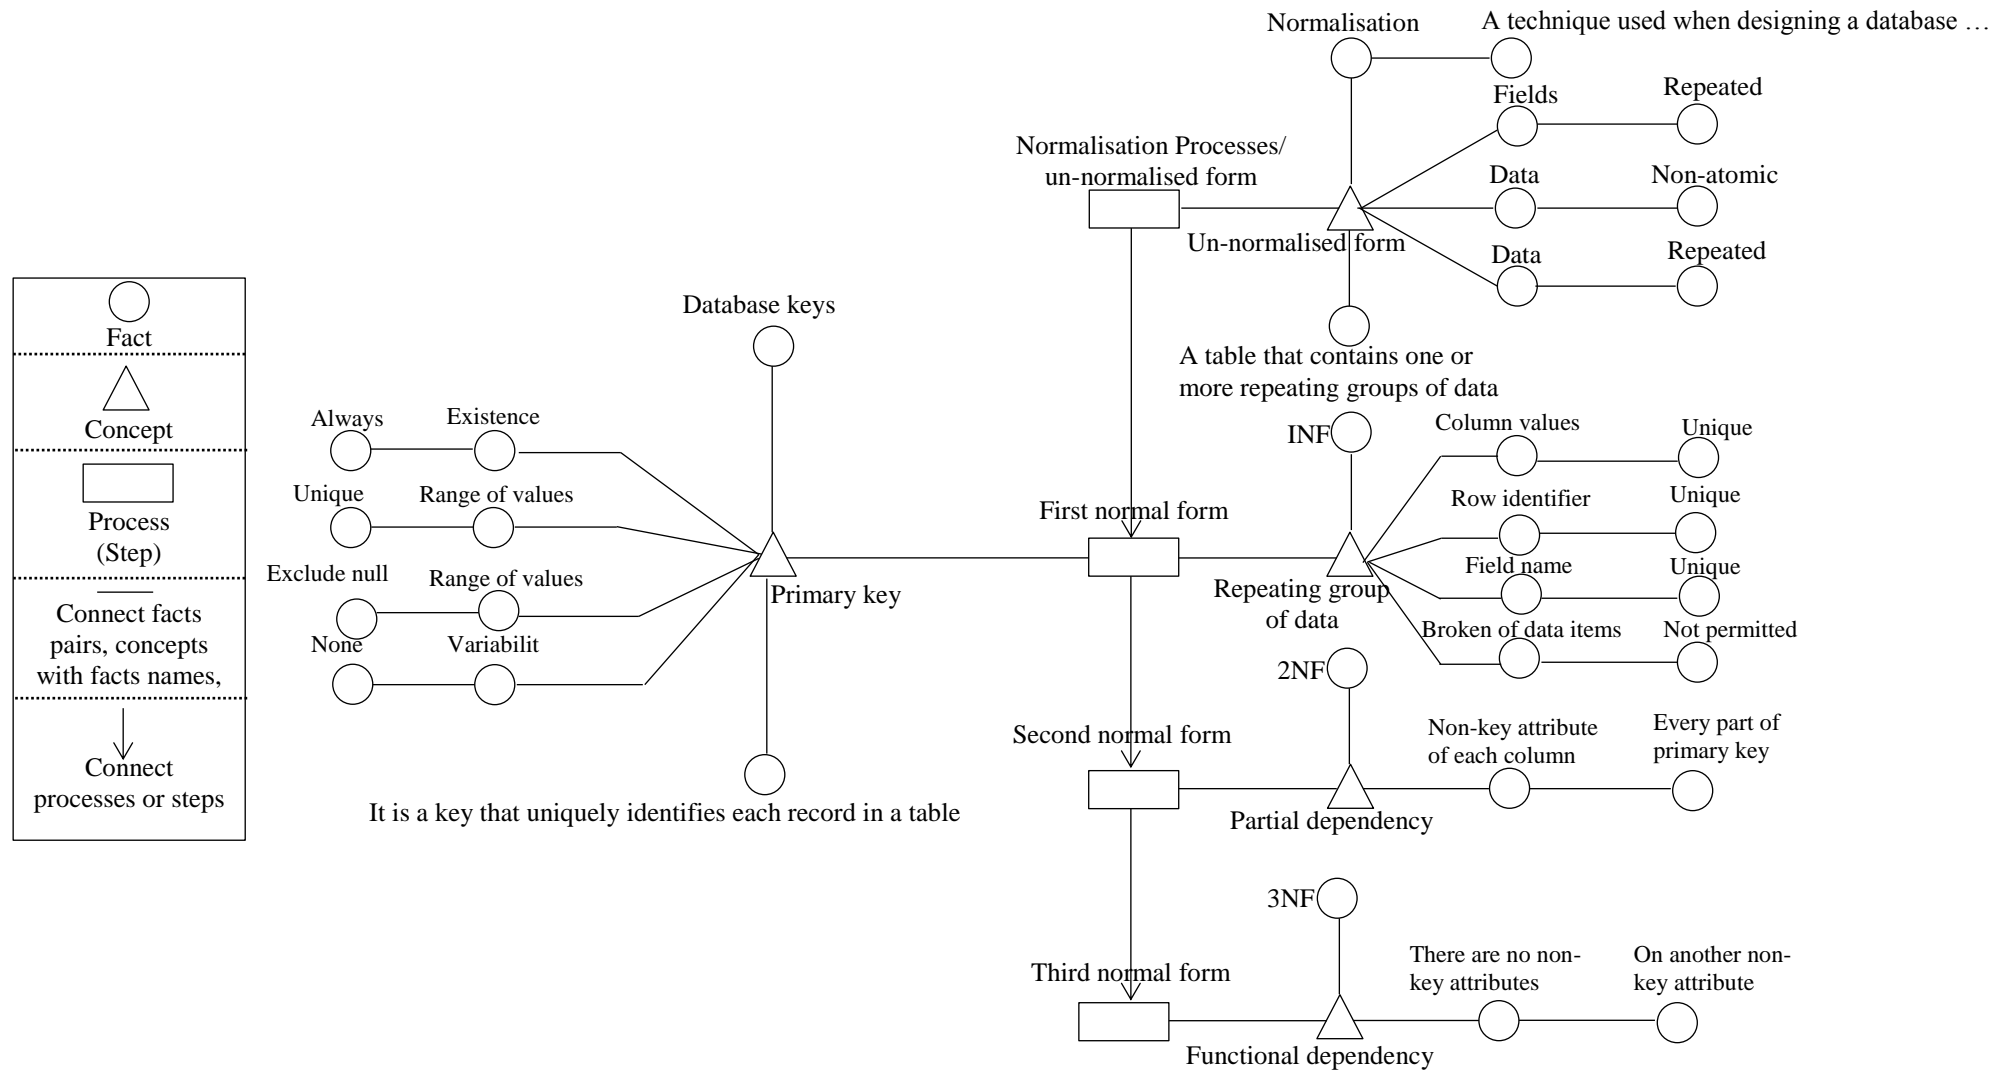 Fact
Concept
Process
(Step)
Connect facts
pairs, concepts
with facts names,
Connect
processes or steps
Database keys
Always
Existence
Unique
Range of values
Exclude null
Range of values
None
Variabilit
Primary key
It is a key that uniquely identifies each record in a table
Normalisation
A technique used when designing a database …
Fields
Repeated
Normalisation Processes/
un-normalised form
Data
Non-atomic
Un-normalised form
Data
Repeated
A table that contains one or
more repeating groups of data
INF
Column values
Unique
First normal form
Row identifier
Unique
Field name
Unique
Repeating group
of data
Broken of data items
Not permitted
2NF
Second normal form
Non-key attribute
of each column
Every part of
primary key
Partial dependency
3NF
Third normal form
There are no non-
key attributes
On another non-
key attribute
Functional dependency